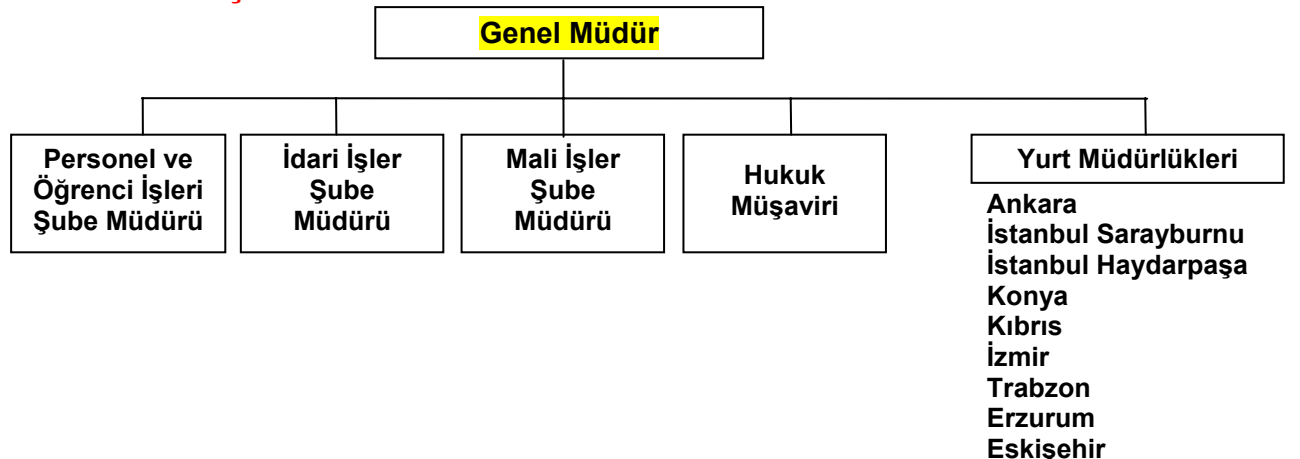 Genel Müdür
Personel ve
Öğrenci İşleri
Şube Müdürü
İdari İşler
Şube
Müdürü
Mali İşler
Şube
Müdürü
Hukuk
Müşaviri
Yurt Müdürlükleri
Ankara
İstanbul Sarayburnu
İstanbul Haydarpaşa
Konya
Kıbrıs
İzmir
Trabzon
Erzurum
Eskişehir